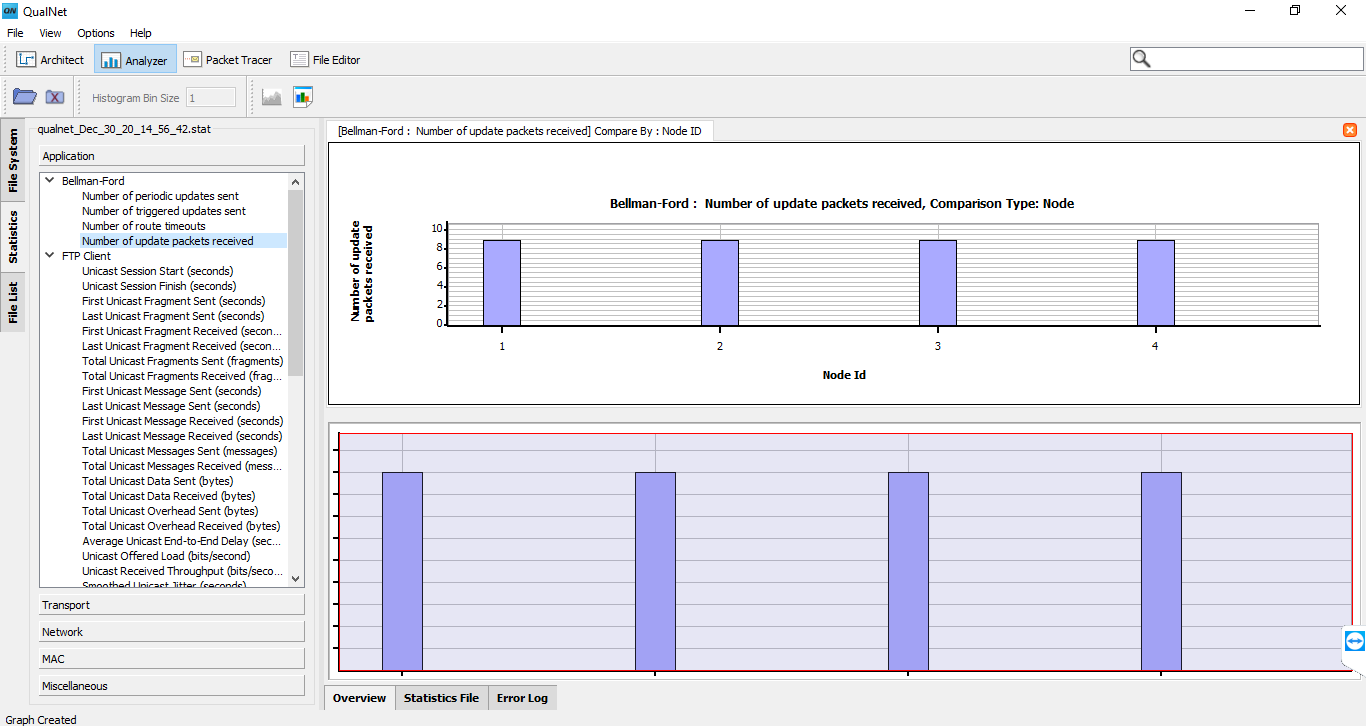 QN QualNet
File View Options Help
Architect Analyzer Packet Tracer File Editor
Histogram Bin Size 1
File System
Statistics
File List
qualnet_Dec_30_20_14_56_42.stat
Application
Bellman-Ford
Number of periodic updates sent
Number of triggered updates sent
Number of route timeouts
Number of update packets received
FTP Client
Unicast Session Start (seconds)
Unicast Session Finish (seconds)
First Unicast Fragment Sent (seconds)
Last Unicast Fragment Sent (seconds)
First Unicast Fragment Received (secon...
Last Unicast Fragment Received (secon...
Total Unicast Fragments Sent (fragments)
Total Unicast Fragments Received (frag...
First Unicast Message Sent (seconds)
Last Unicast Message Sent (seconds)
First Unicast Message Received (seconds)
Last Unicast Message Received (seconds)
Total Unicast Messages Sent (messages)
Total Unicast Messages Received (mess...
Total Unicast Data Sent (bytes)
Total Unicast Data Received (bytes)
Total Unicast Overhead Sent (bytes)
Total Unicast Overhead Received (bytes)
Average Unicast End-to-End Delay (sec...
Unicast Offered Load (bits/second)
Unicast Received Throughput (bits/seco...
Smoothed Unicast Jitter (seconds)
Transport
Network
MAC
Miscellaneous
[Bellman-Ford : Number of update packets received] Compare By : Node ID
Bellman-Ford : Number of update packets received, Comparison Type: Node
Number of update
packets received
10
8
6
4
2
0
1 2 3 4
Node Id
Overview Statistics File Error Log
Graph Created